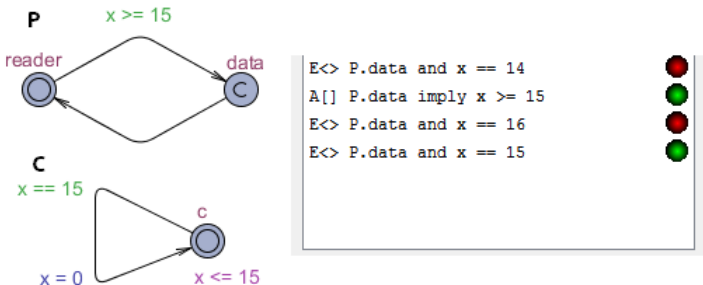 P
x >= 15
reader
data
C
C
x == 15
c
x = 0
x <= 15
E<> P.data and x == 14
A[] P.data imply x >= 15
E<> P.data and x == 16
E<> P.data and x == 15